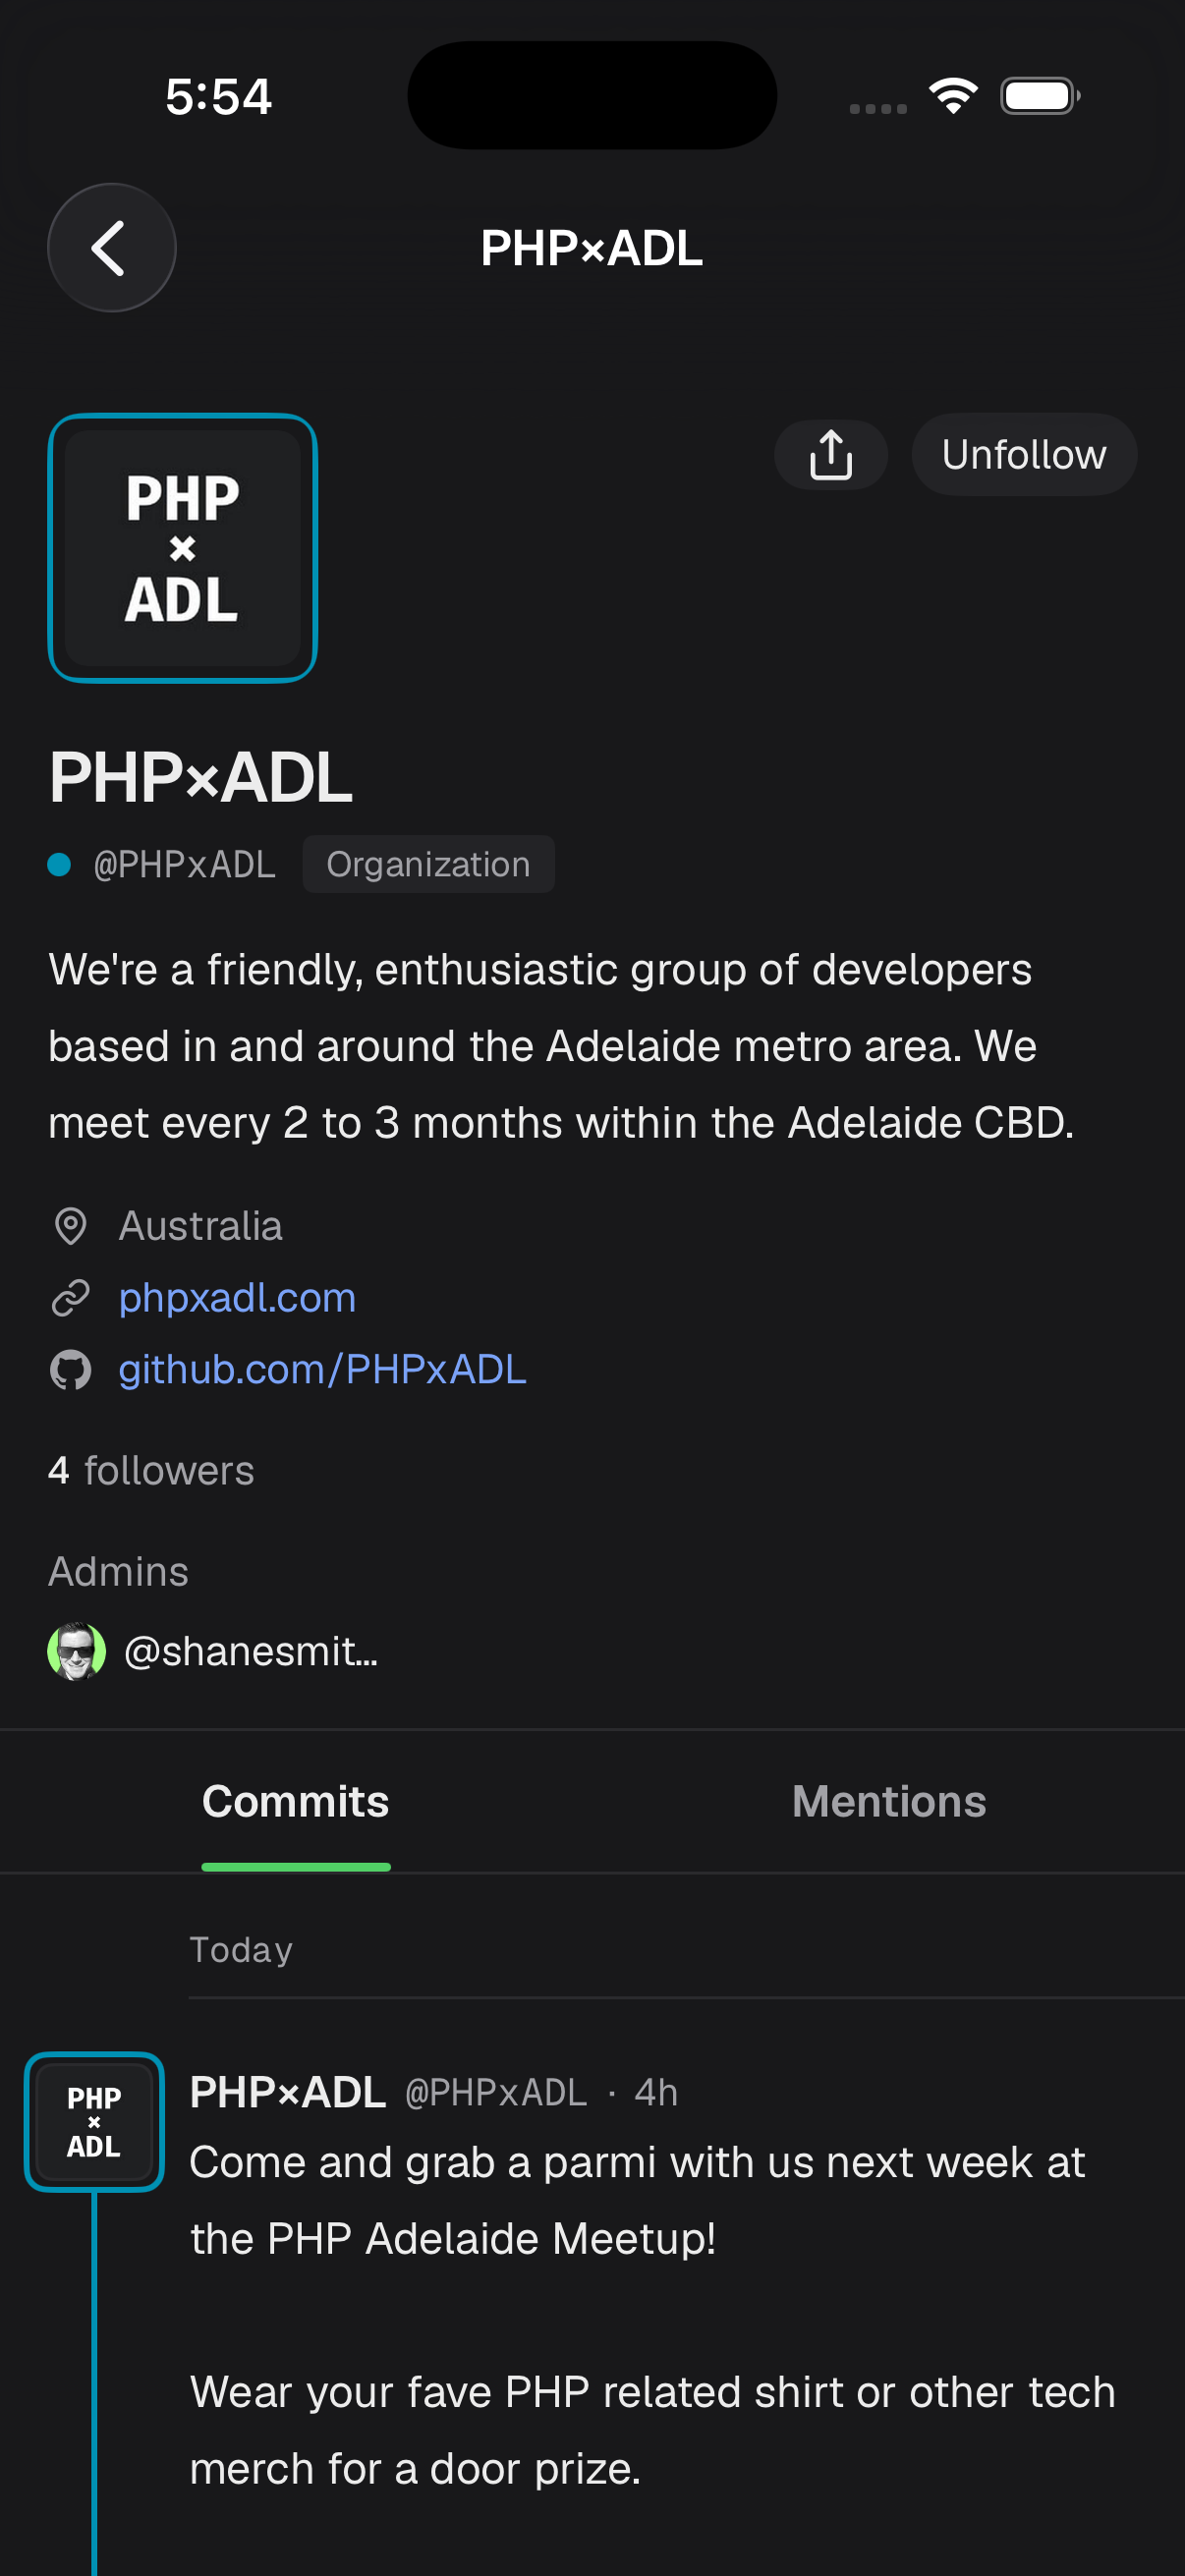 5:54
PHP×ADL
PHP
×
ADL
Unfollow
PHP×ADL
@PHPxADL Organization
We're a friendly, enthusiastic group of developers
based in and around the Adelaide metro area. We
meet every 2 to 3 months within the Adelaide CBD.
Australia
phpxadl.com
github.com/PHPxADL
4 followers
Admins
@shanesmit...
Commits Mentions
Today
PHP
×
ADL
PHP×ADL @PHPxADL · 4h
Come and grab a parmi with us next week at
the PHP Adelaide Meetup!
Wear your fave PHP related shirt or other tech
merch for a door prize.